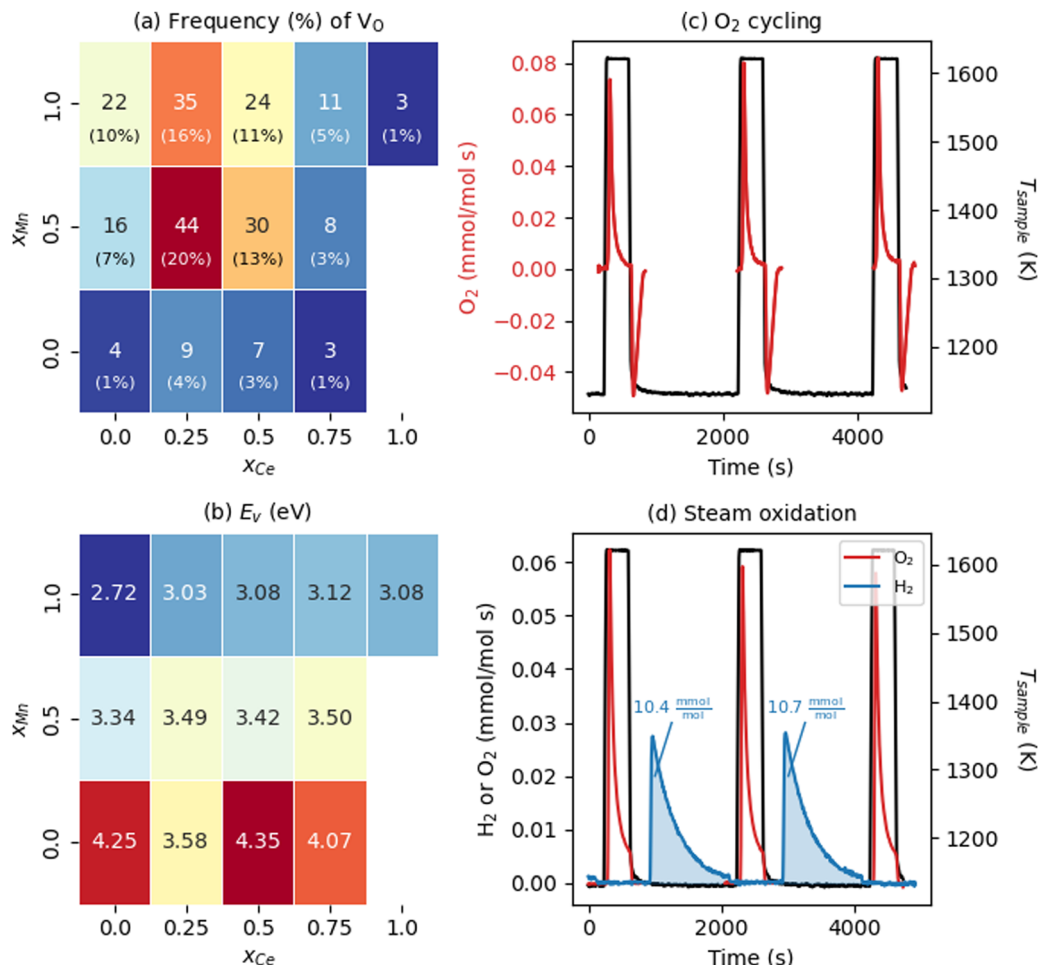 (a) Frequency (%) of V_O
1.0 22 35 24 11 3
(10%) (16%) (11%) (5%) (1%)
x_Mn
0.5 16 44 30 8
(7%) (20%) (13%) (3%)
0.0 4 9 7 3
(1%) (4%) (3%) (1%)
0.0 0.25 0.5 0.75 1.0
x_Ce
(c) O₂ cycling
0.08
0.06
0.04
0.02
0.00
−0.02
−0.04
O₂ (mmol/mol s)
1600
1500
1400
1300
1200
T_sample (K)
0 2000 4000
Time (s)
(b) E_v (eV)
1.0 2.72 3.03 3.08 3.12 3.08
x_Mn
0.5 3.34 3.49 3.42 3.50
0.0 4.25 3.58 4.35 4.07
0.0 0.25 0.5 0.75 1.0
x_Ce
(d) Steam oxidation
0.06
0.05
0.04
0.03
0.02
0.01
0.00
H₂ or O₂ (mmol/mol s)
O₂
H₂
10.4 mmol/mol
10.7 mmol/mol
1600
1500
1400
1300
1200
T_sample (K)
0 2000 4000
Time (s)